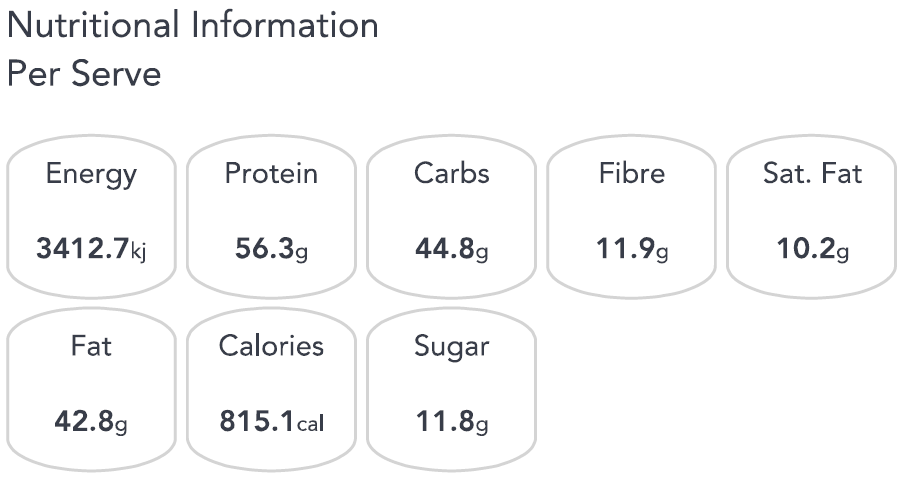 Nutritional Information
Per Serve
Energy Protein Carbs Fibre Sat. Fat
3412.7kj 56.3g 44.8g 11.9g 10.2g
Fat Calories Sugar
42.8g 815.1cal 11.8g